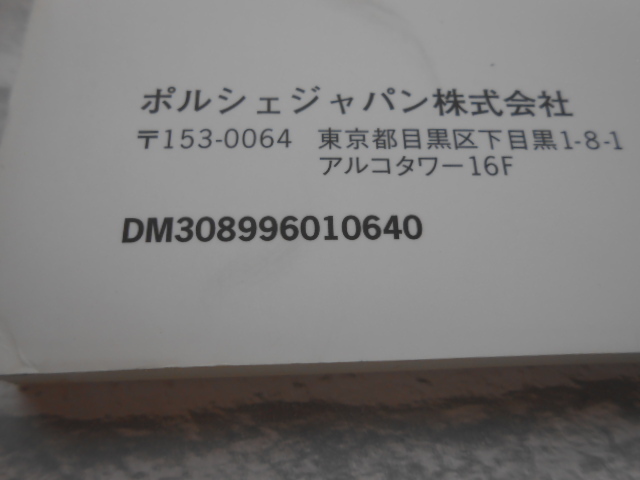 ポルシェジャパン株式会社
〒153-0064 東京都目黒区下目黒1-8-1
アルコタワー16F
DM308996010640